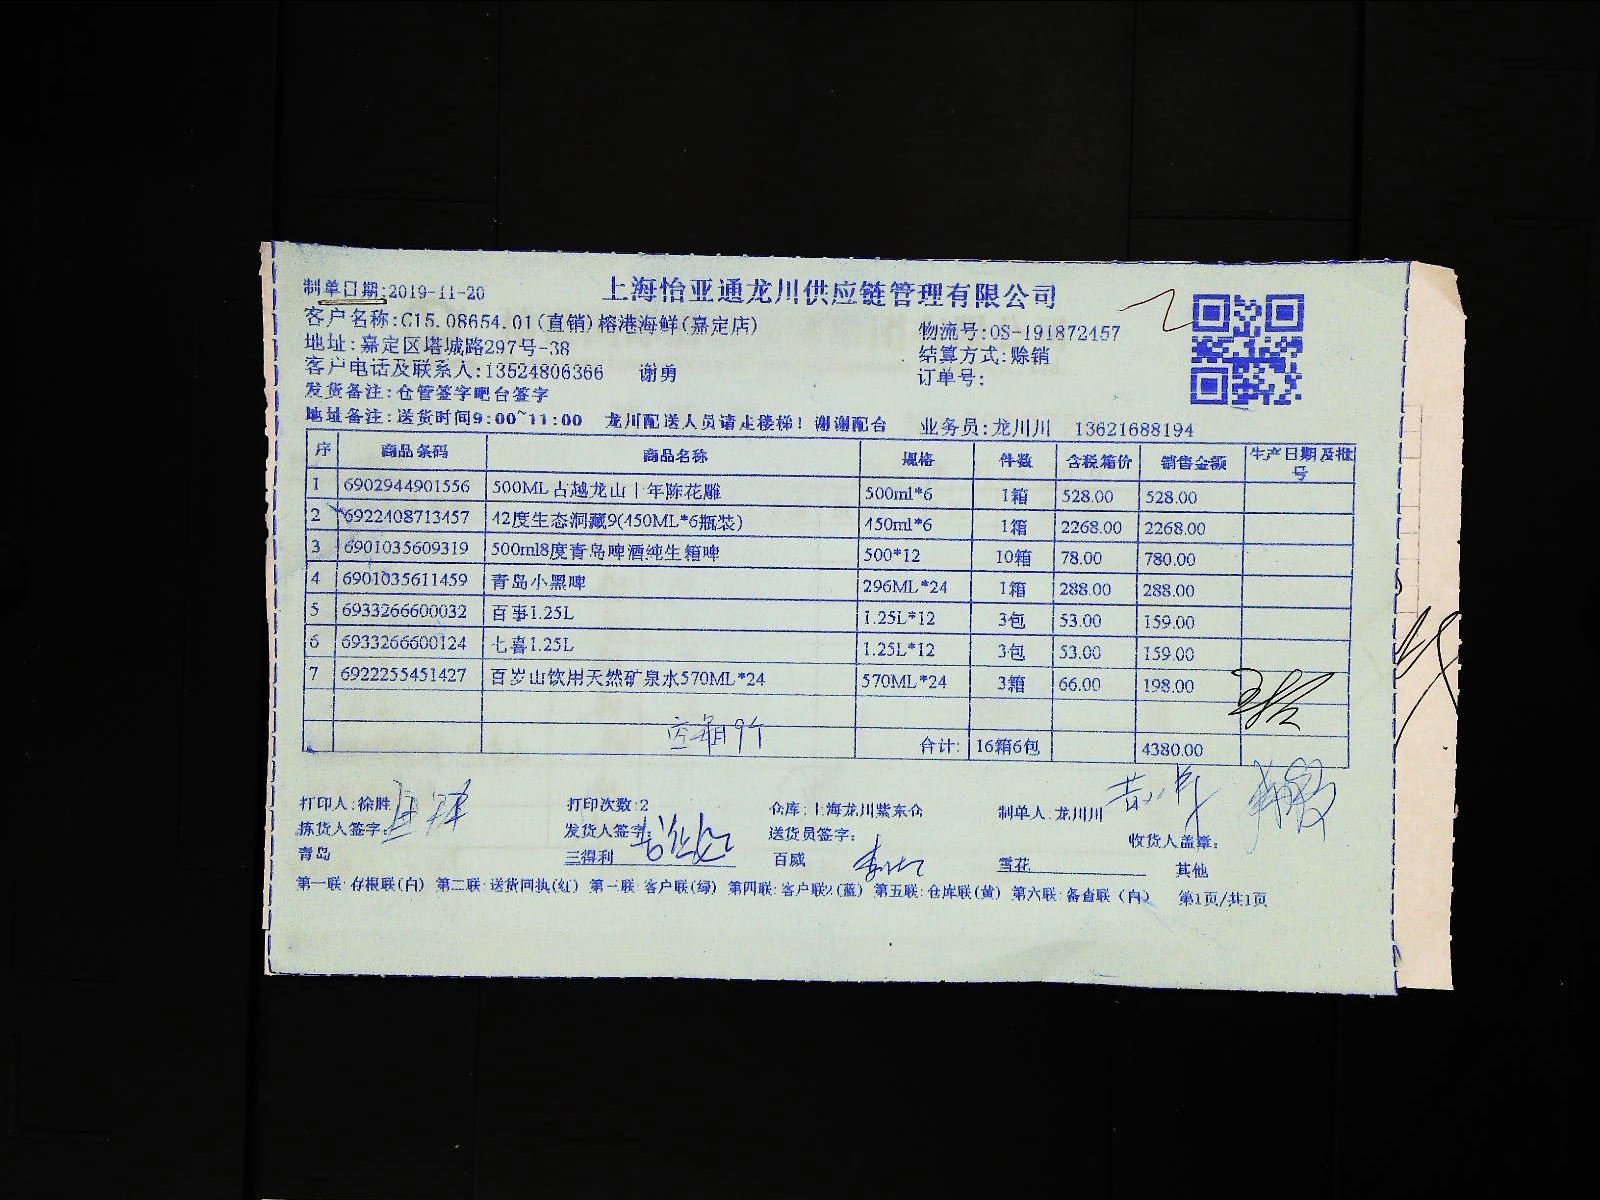 上海怡亚通龙川供应链管理有限公司
制单日期:2019-11-20
客户名称:C15.08654.01(直销)榕港海鲜(嘉定店)
物流号:OS-191872457
地址:嘉定区塔城路297号-38
结算方式:赊销
客户电话及联系人:13524806366 谢勇
订单号:
发货备注:仓管签字吧台签字
地址备注:送货时间9:00~11:00 龙川配送人员请走楼梯!谢谢配合 业务员:龙川川 13621688194
序 商品条码 商品名称 规格 件数 含税箱价 销售金额 生产日期及批号
1 6902944901556 500ML古越龙山 年陈花雕 500ml*6 1箱 528.00 528.00
2 6922408713457 42度生态洞藏9(450ML*6瓶装) 450ml*6 1箱 2268.00 2268.00
3 6901035609319 500ml8度青岛啤酒纯生箱啤 500*12 10箱 78.00 780.00
4 6901035611459 青岛小黑啤 296ML*24 1箱 288.00 288.00
5 6933266600032 百事1.25L 1.25L*12 3包 53.00 159.00
6 6933266600124 七喜1.25L 1.25L*12 3包 53.00 159.00
7 6922255451427 百岁山饮用天然矿泉水570ML*24 570ML*24 3箱 66.00 198.00
合计: 16箱6包 4380.00
打印人:徐胜 打印次数:2 仓库:上海龙川紫东仓 制单人:龙川川
拣货人签字: 发货人签字: 送货员签字: 收货人盖章:
青岛 三得利 百威 雪花 其他
第一联:存根联(白) 第二联:送货回执(红) 第三联:客户联(绿) 第四联:客户联2(蓝) 第五联:仓库联(黄) 第六联:备查联(白) 第1页/共1页